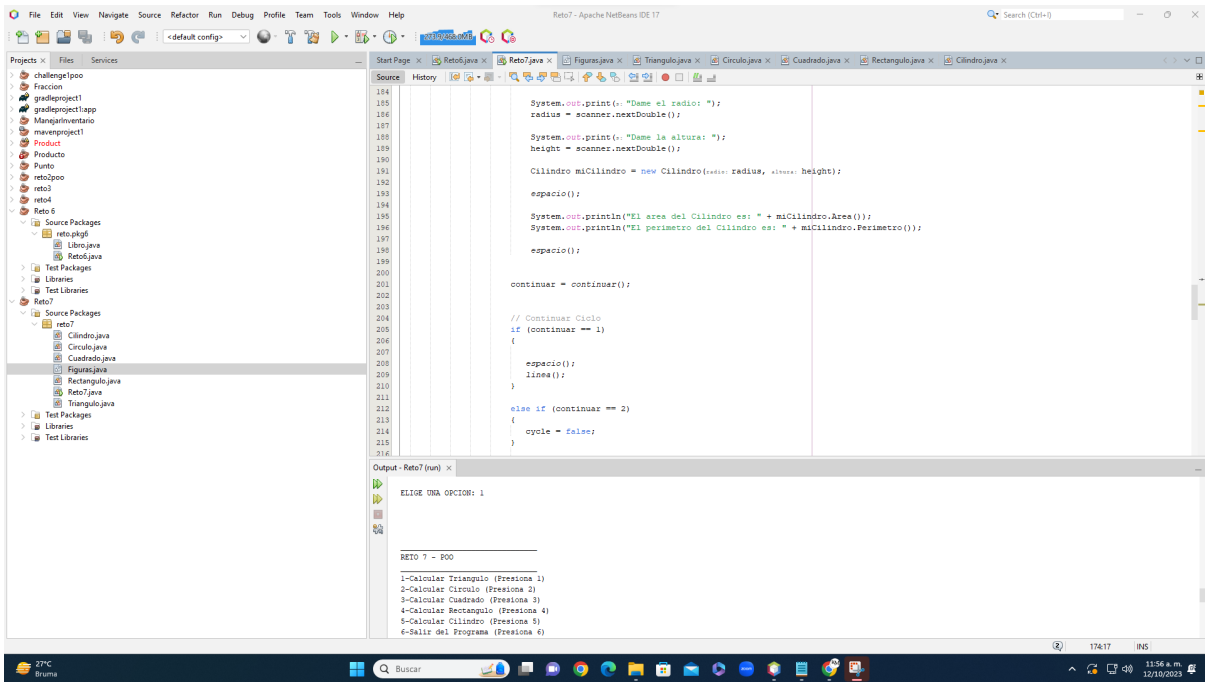 File Edit View Navigate Source Refactor Run Debug Profile Team Tools Window Help
Reto7 - Apache NetBeans IDE 17
Search (Ctrl+I)
<default config>
Projects
Files
Services
challenge1poo
Fraccion
gradleproject1
gradleproject1:app
ManejarInventario
mavenproject1
Product
Producto
Punto
reto2poo
reto3
reto4
Reto 6
Source Packages
reto.pkg6
Libro.java
Reto6.java
Test Packages
Libraries
Test Libraries
Reto7
Source Packages
reto7
Cilindro.java
Circulo.java
Cuadrado.java
Figuras.java
Rectangulo.java
Reto7.java
Triangulo.java
Test Packages
Libraries
Test Libraries
Start Page Reto6.java Reto7.java Figuras.java Triangulo.java Circulo.java Cuadrado.java Rectangulo.java Cilindro.java
Source History
184
185 System.out.print(s: "Dame el radio: ");
186 radius = scanner.nextDouble();
187
188 System.out.print(s: "Dame la altura: ");
189 height = scanner.nextDouble();
190
191 Cilindro miCilindro = new Cilindro(radio: radius, altura: height);
192
193 espacio();
194
195 System.out.println("El area del Cilindro es: " + miCilindro.Area());
196 System.out.println("El perimetro del Cilindro es: " + miCilindro.Perimetro());
197
198 espacio();
199
200
201 continuar = continuar();
202
203
204 // Continuar Ciclo
205 if (continuar == 1)
206 {
207
208 espacio();
209 linea();
210 }
211
212 else if (continuar == 2)
213 {
214 cycle = false;
215 }
216
Output - Reto7 (run)
ELIGE UNA OPCION: 1
RETO 7 - POO
1-Calcular Triangulo (Presiona 1)
2-Calcular Circulo (Presiona 2)
3-Calcular Cuadrado (Presiona 3)
4-Calcular Rectangulo (Presiona 4)
5-Calcular Cilindro (Presiona 5)
6-Salir del Programa (Presiona 6)
174:17 INS
27°C
Bruma
Buscar
11:56 a. m.
12/10/2023